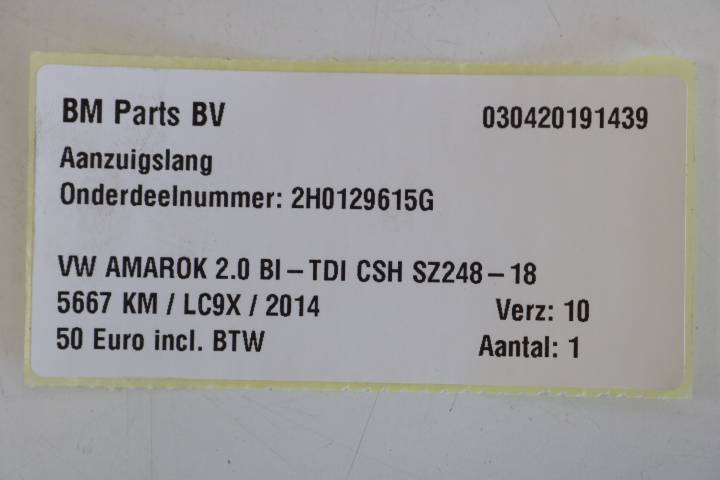 BM Parts BV 030420191439
Aanzuigslang
Onderdeelnummer: 2H0129615G
VW AMAROK 2.0 BI-TDI CSH SZ248-18
5667 KM / LC9X / 2014 Verz: 10
50 Euro incl. BTW Aantal: 1